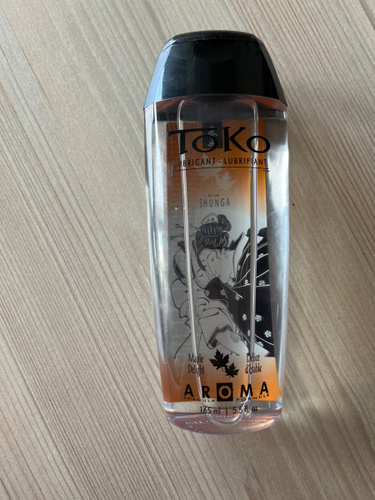 TOKO
LUBRICANT • LUBRIFIANT
SHUNGA
Maple Delight
Délice d'érable
AROMA
165 ml | 5.5 fl. oz